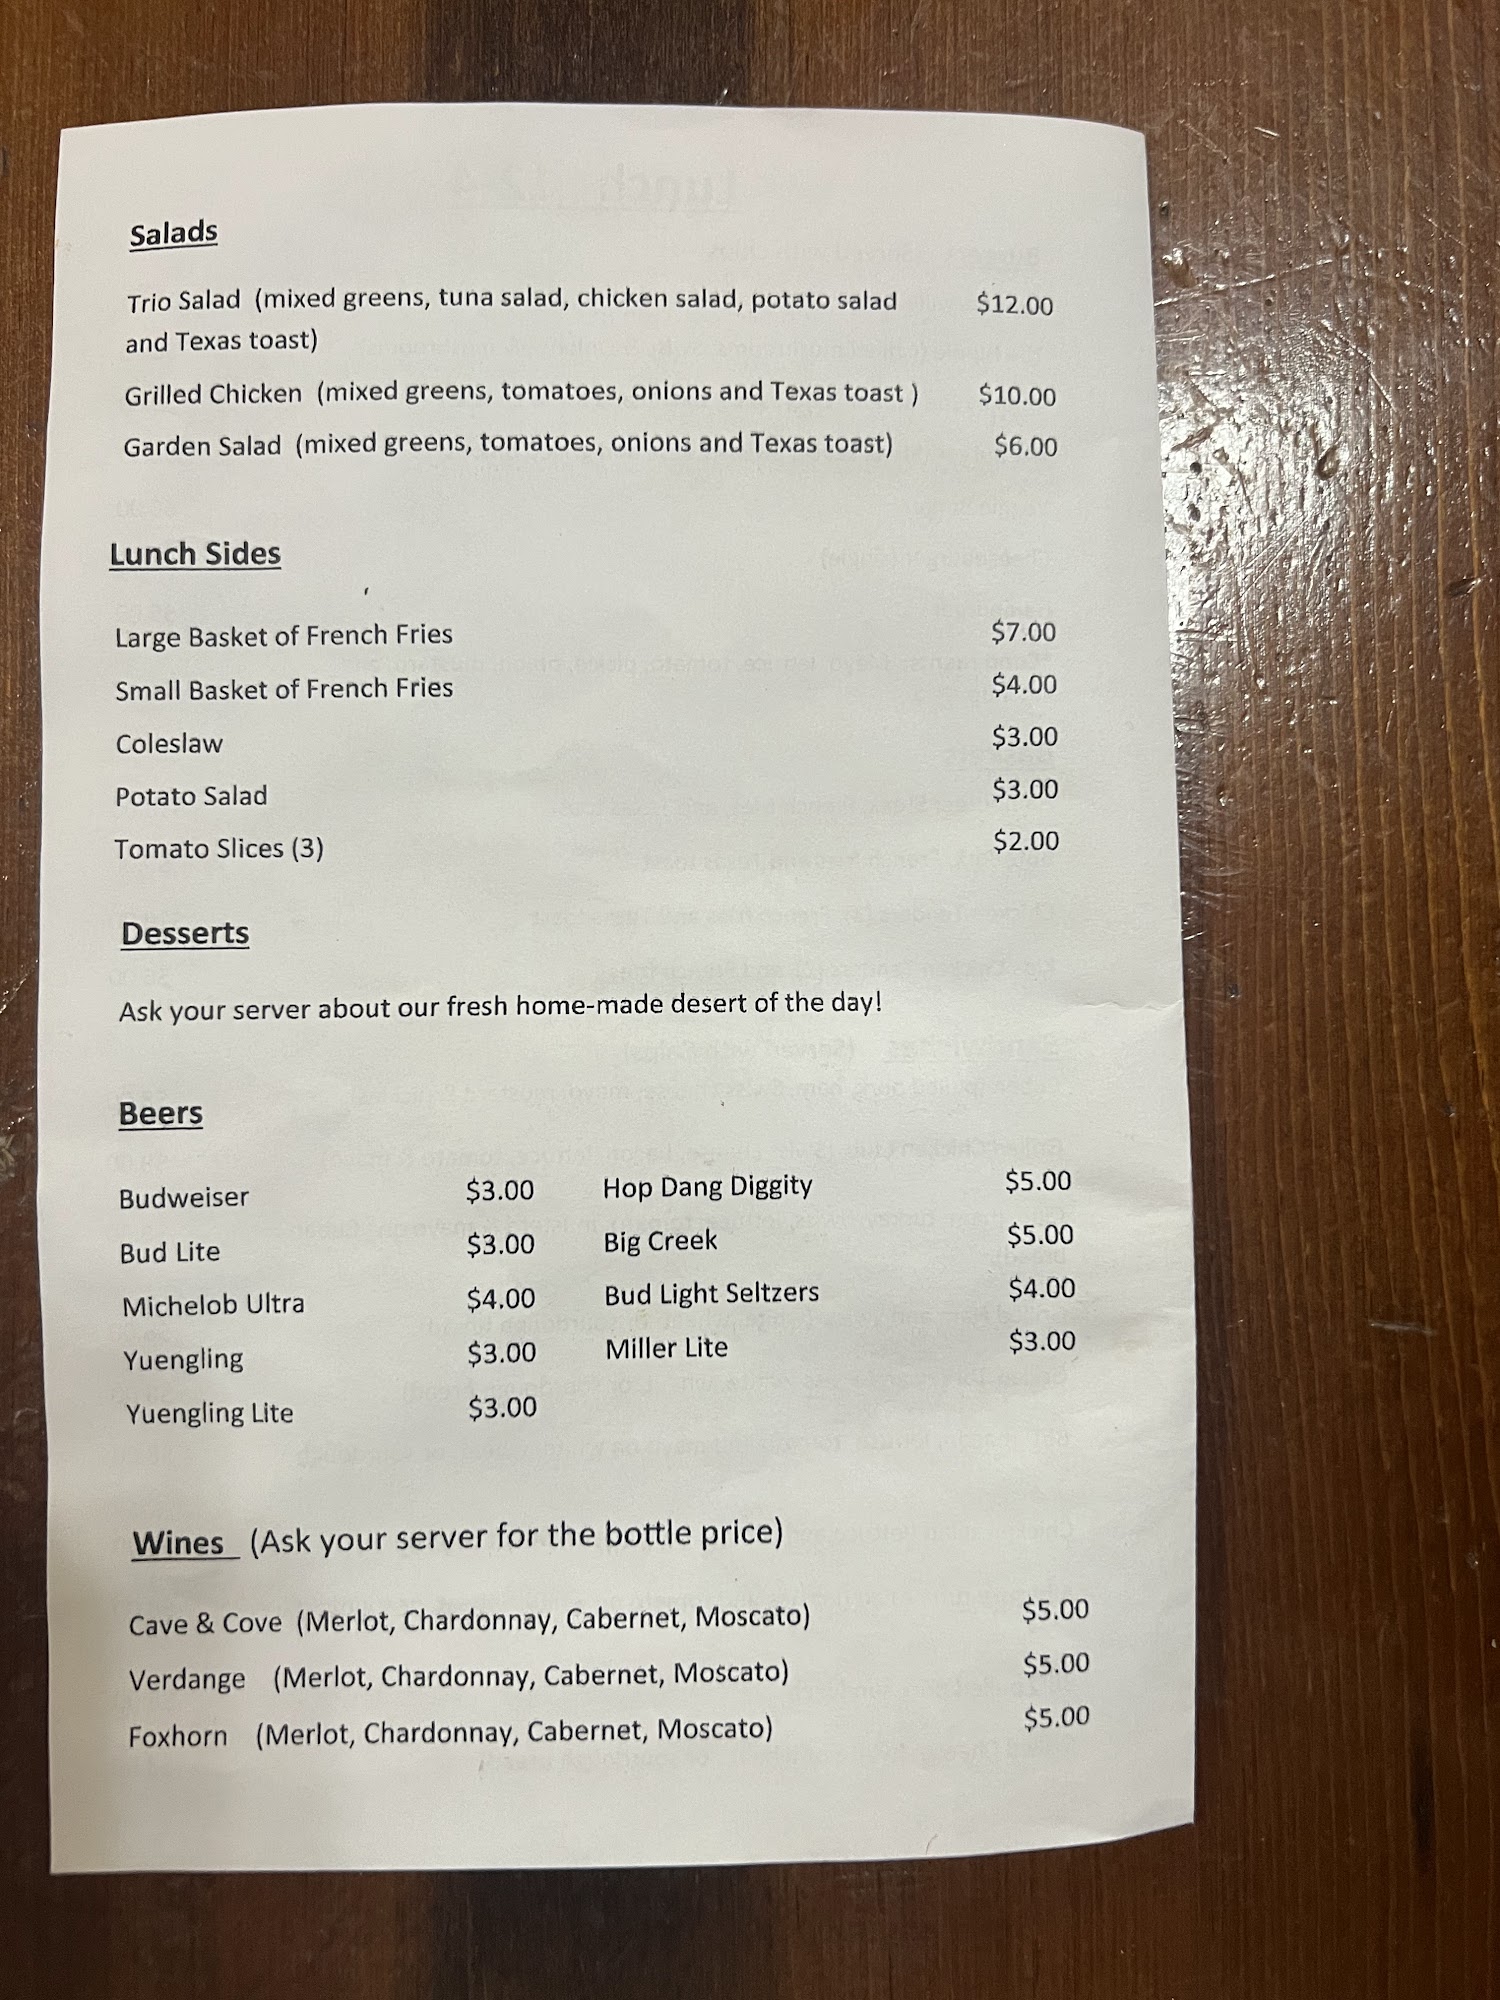 Salads
Trio Salad (mixed greens, tuna salad, chicken salad, potato salad $12.00
and Texas toast)
Grilled Chicken (mixed greens, tomatoes, onions and Texas toast ) $10.00
Garden Salad (mixed greens, tomatoes, onions and Texas toast) $6.00
Lunch Sides
Large Basket of French Fries $7.00
Small Basket of French Fries $4.00
Coleslaw $3.00
Potato Salad $3.00
Tomato Slices (3) $2.00
Desserts
Ask your server about our fresh home-made desert of the day!
Beers
Budweiser $3.00 Hop Dang Diggity $5.00
Bud Lite $3.00 Big Creek $5.00
Michelob Ultra $4.00 Bud Light Seltzers $4.00
Yuengling $3.00 Miller Lite $3.00
Yuengling Lite $3.00
Wines (Ask your server for the bottle price)
Cave & Cove (Merlot, Chardonnay, Cabernet, Moscato) $5.00
Verdange (Merlot, Chardonnay, Cabernet, Moscato) $5.00
Foxhorn (Merlot, Chardonnay, Cabernet, Moscato) $5.00